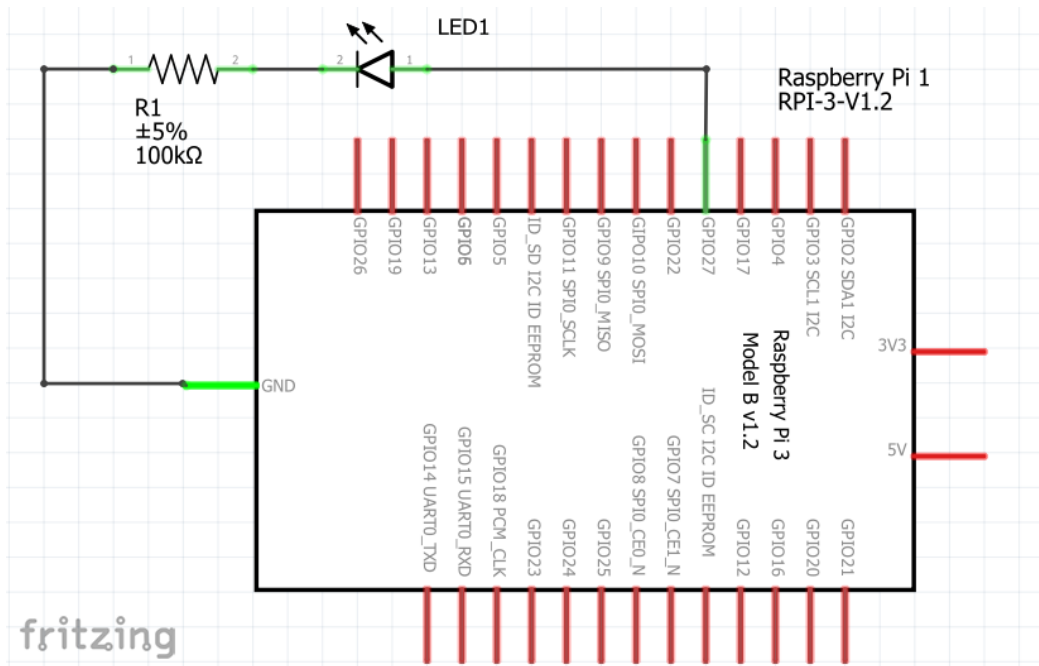 LED1
1
2
2
1
R1
±5%
100kΩ
Raspberry Pi 1
RPI-3-V1.2
GPIO26
GPIO19
GPIO13
GPIO6
GPIO5
ID_SD I2C ID EEPROM
GPIO11 SPI0_SCLK
GPIO9 SPI0_MISO
GIPO10 SPI0_MOSI
GPIO22
GPIO27
GPIO17
GPIO4
GPIO3 SCL1 I2C
GPIO2 SDA1 I2C
3V3
5V
GND
Raspberry Pi 3
Model B v1.2
GPIO14 UART0_TXD
GPIO15 UART0_RXD
GPIO18 PCM_CLK
GPIO23
GPIO24
GPIO25
GPIO8 SPI0_CE0_N
GPIO7 SPI0_CE1_N
ID_SC I2C ID EEPROM
GPIO12
GPIO16
GPIO20
GPIO21
fritzing